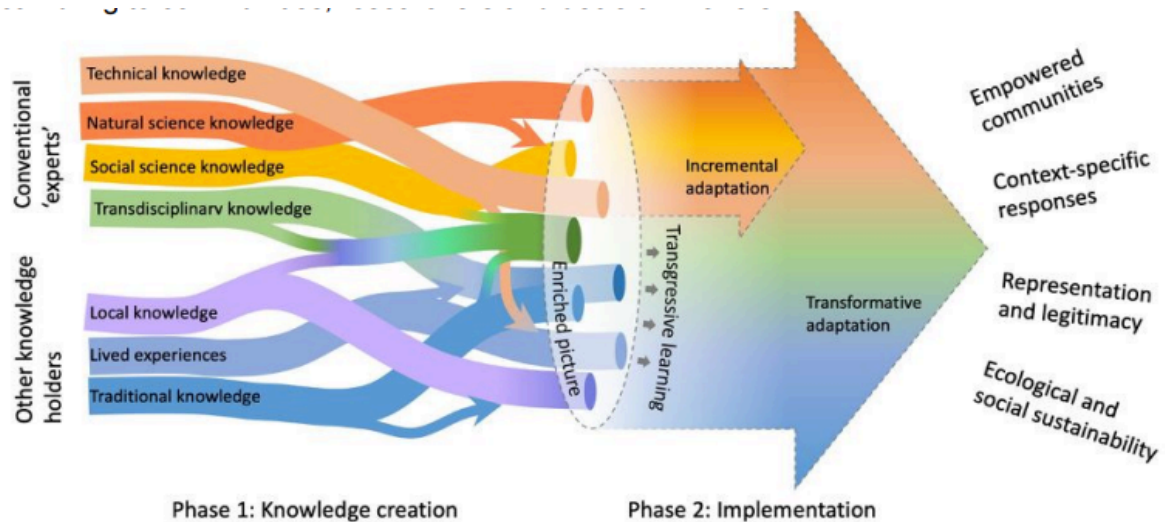 Conventional
'experts'
Other knowledge
holders
Technical knowledge
Natural science knowledge
Social science knowledge
Transdisciplinary knowledge
Local knowledge
Lived experiences
Traditional knowledge
Enriched picture
Transgressive learning
Incremental
adaptation
Transformative
adaptation
Empowered
communities
Context-specific
responses
Representation
and legitimacy
Ecological and
social sustainability
Phase 1: Knowledge creation
Phase 2: Implementation